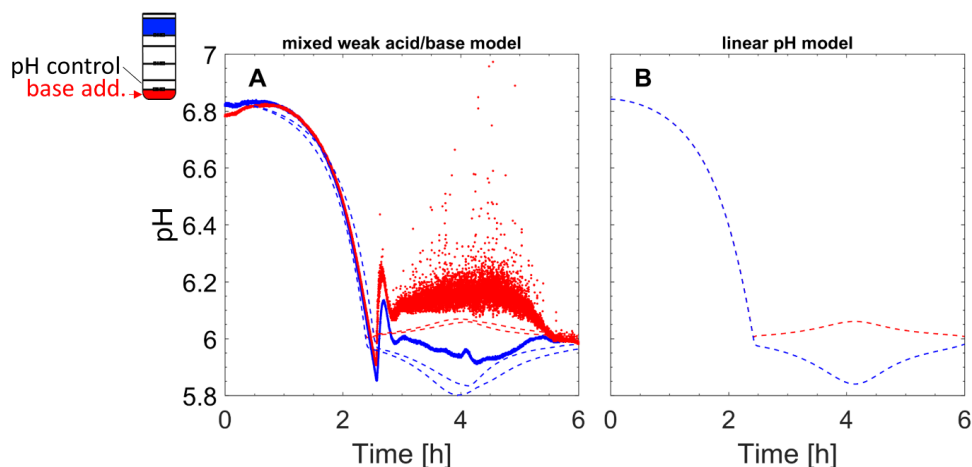 pH control
base add.
mixed weak acid/base model
linear pH model
A
B
pH
7
6.8
6.6
6.4
6.2
6
5.8
0 2 4 6
0 2 4 6
Time [h]
Time [h]